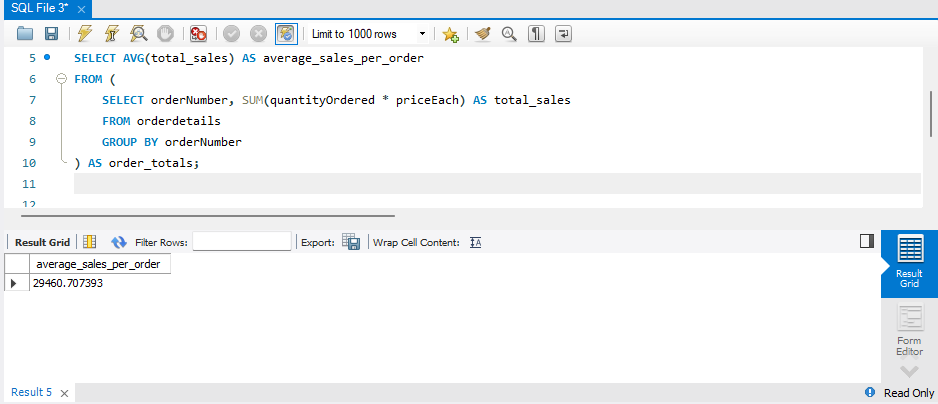 SQL File 3*
Limit to 1000 rows
5 SELECT AVG(total_sales) AS average_sales_per_order
6 FROM (
7 SELECT orderNumber, SUM(quantityOrdered * priceEach) AS total_sales
8 FROM orderdetails
9 GROUP BY orderNumber
10 ) AS order_totals;
11
12
Result Grid Filter Rows: Export: Wrap Cell Content:
average_sales_per_order
29460.707393
Result
Grid
Form
Editor
Result 5 Read Only